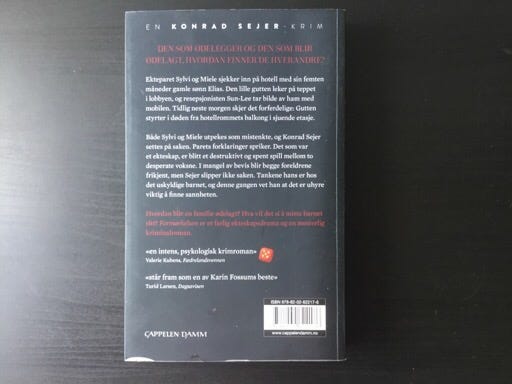 EN KONRAD SEJER-KRIM
DEN SOM ØDELEGGER OG DEN SOM BLIR
ØDELAGT, HVORDAN FINNER DE HVERANDRE?
Ekteparet Sylvi og Miele sjekker inn på hotell med sin femten
måneder gamle sønn Elias. Den lille gutten leker på teppet
i lobbyen, og resepsjonisten Sun-Lee tar bilde av ham med
mobilen. Tidlig neste morgen skjer det forferdelige: Gutten
styrter i døden fra hotellrommets balkong i sjuende etasje.
Både Sylvi og Miele utpekes som mistenkte, og Konrad Sejer
settes på saken. Parets forklaringer spriker. Det som var
et ekteskap, er blitt et destruktivt og spent spill mellom to
desperate voksne. I mangel av bevis blir begge foreldrene
frikjent, men Sejer slipper ikke saken. Tankene hans er hos
det uskyldige barnet, og denne gangen vet han at det er uhyre
viktig å finne sannheten.
Hvordan blir en familie ødelagt? Hva vil det si å miste barnet
sitt? Formørkelsen er et farlig ekteskapsdrama og en mesterlig
kriminalroman.
«en intens, psykologisk krimroman»
Valerie Kubens, Fædrelandsvennen
«står fram som en av Karin Fossums beste»
Turid Larsen, Dagsavisen
ISBN 978-82-02-62217-6
CAPPELEN DAMM
www.cappelendamm.no